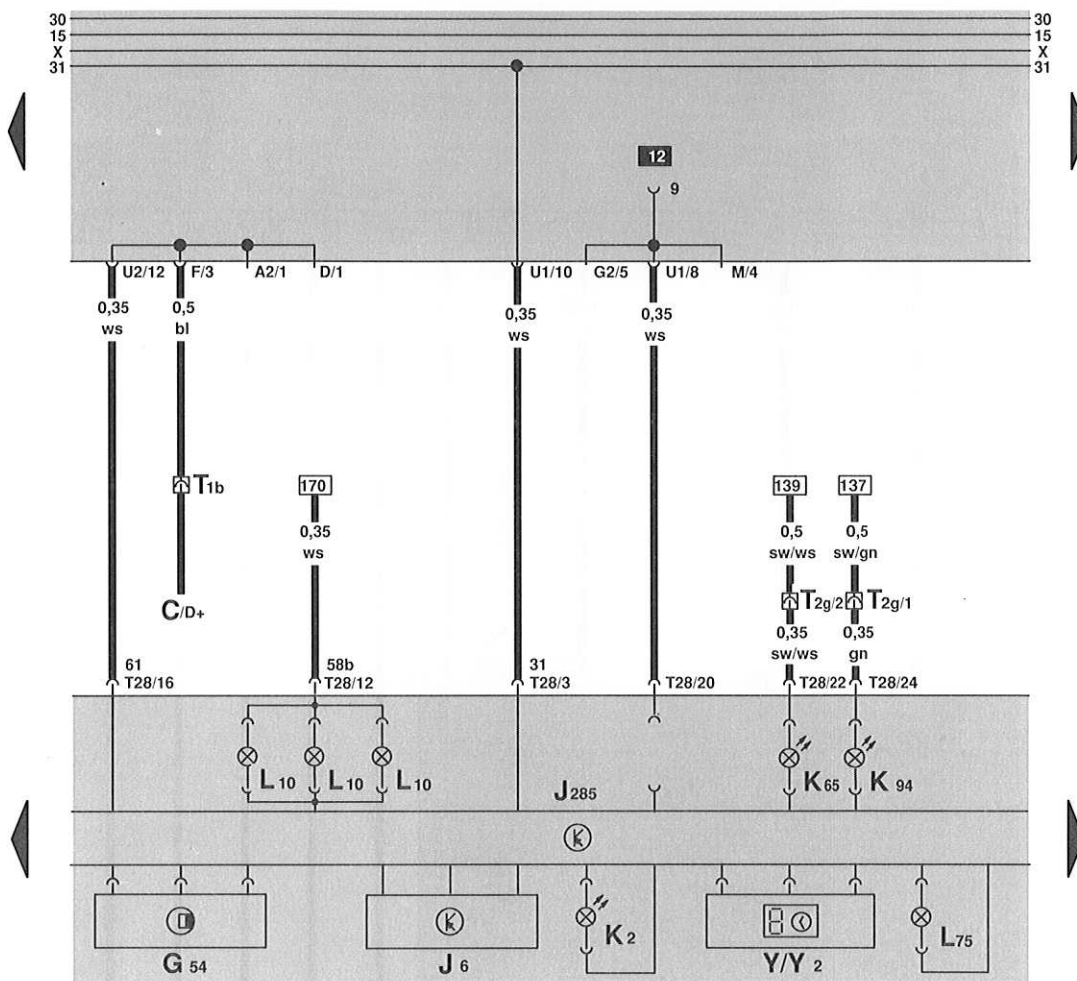 30 30
15 15
X X
31 31
12
9
U2/12 F/3 A2/1 D/1 U1/10 G2/5 U1/8 M/4
0,35 0,5 0,35 0,35
ws bl ws ws
T1b 170 139 137
0,35 0,5 0,5
ws sw/ws sw/gn
C/D+ T2g/2 T2g/1
0,35 0,35
sw/ws gn
61 58b 31
T28/16 T28/12 T28/3 T28/20 T28/22 T28/24
L10 L10 L10 J285 K65 K94
G54 J6 K2 Y/Y2 L75